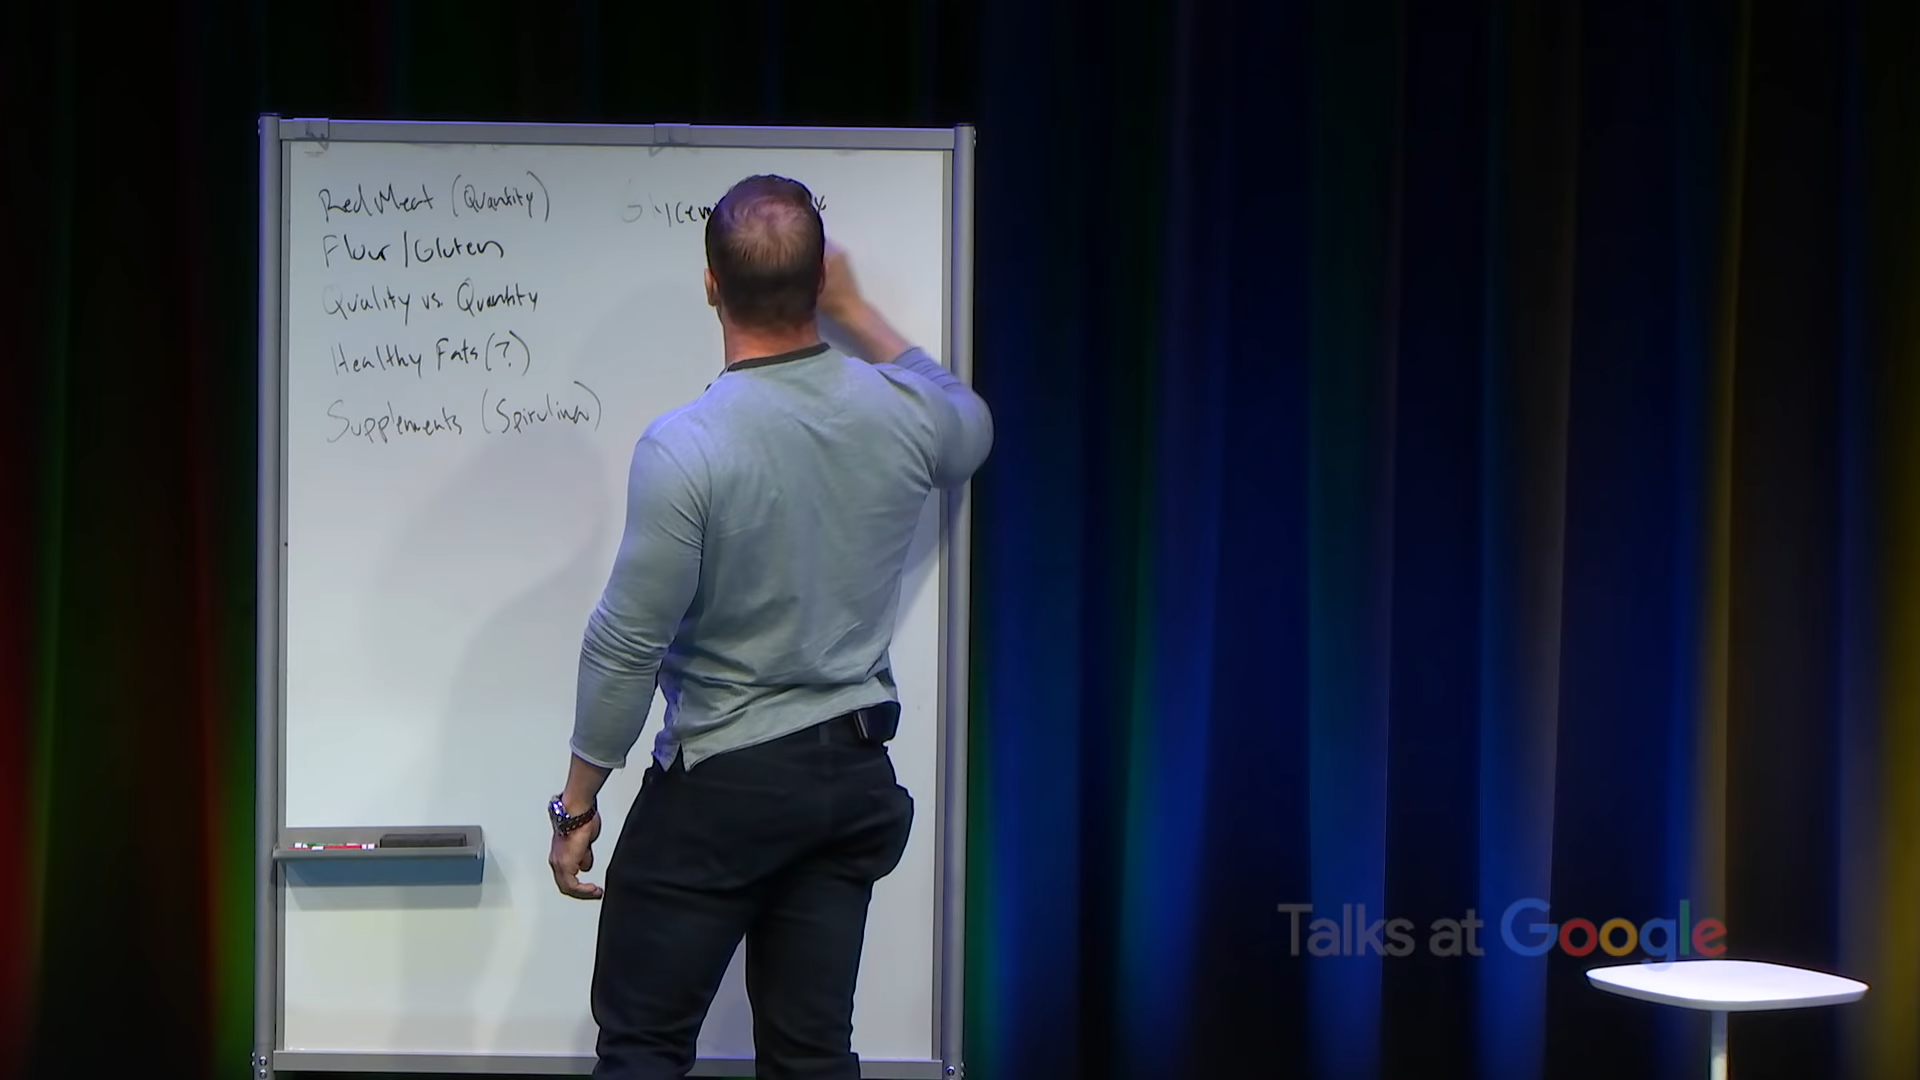 Red Meat (Quantity)
Flour/Gluten
Quality vs. Quantity
Healthy Fats (?)
Supplements (Spirulina)
Talks at Google